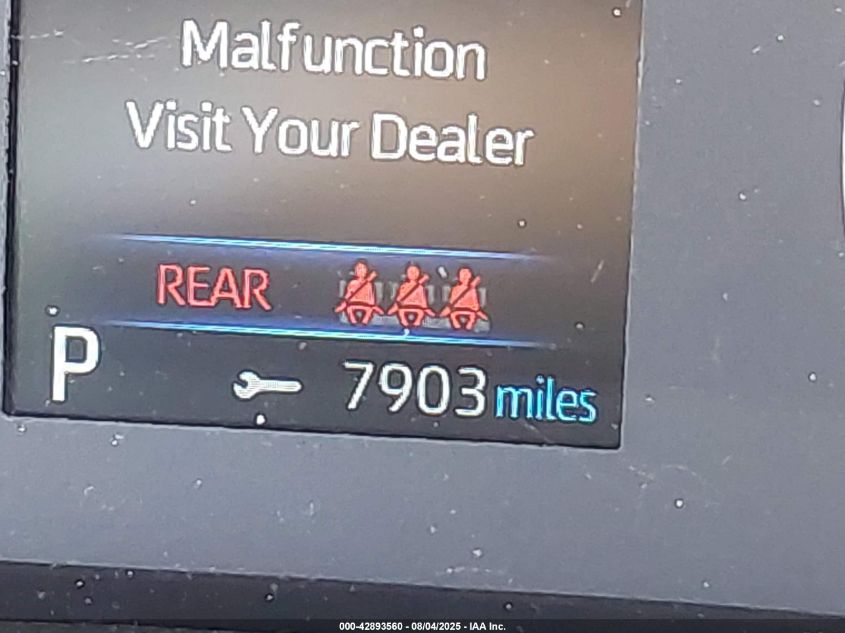 Malfunction
Visit Your Dealer
REAR
P
7903 miles
000-42893560 - 08/04/2025 - IAA Inc.